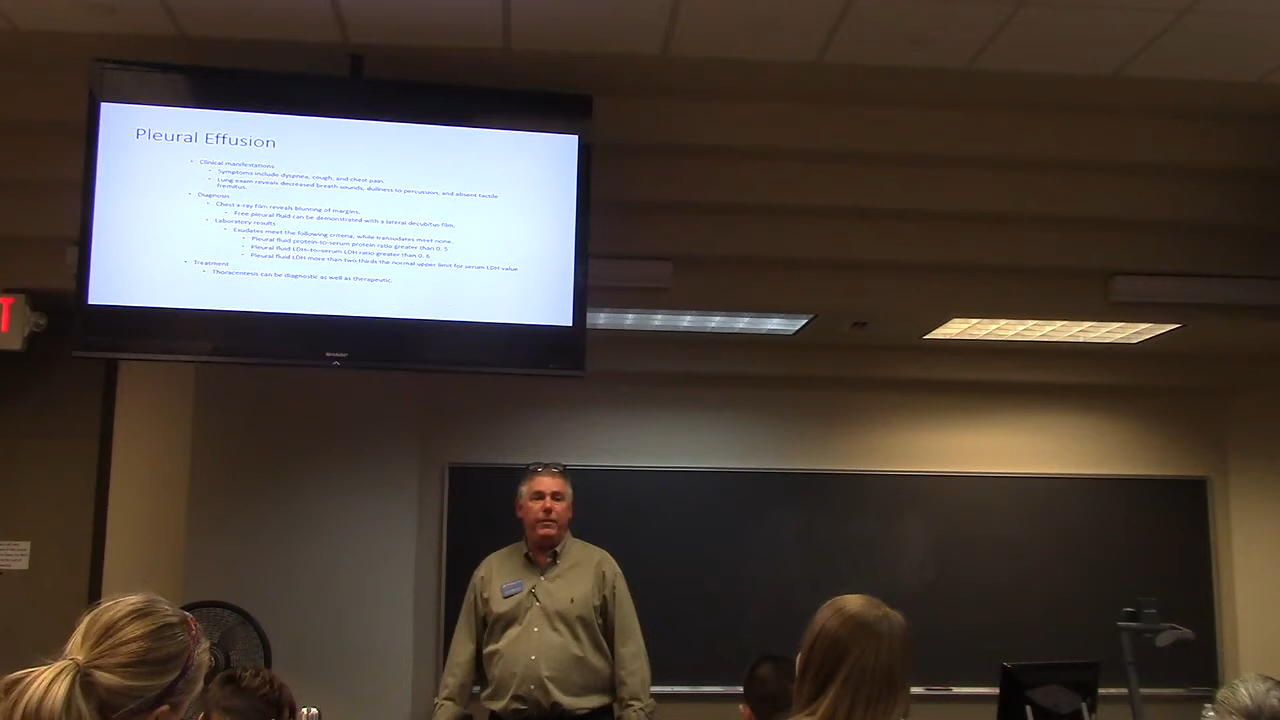 Pleural Effusion
• Clinical manifestations
• Symptoms include dyspnea, cough, and chest pain.
• Lung exam reveals decreased breath sounds, dullness to percussion, and absent tactile
fremitus.
• Diagnosis
• Chest x-ray film reveals blunting of margins.
• Free pleural fluid can be demonstrated with a lateral decubitus film.
• Laboratory results
• Exudates meet the following criteria, while transudates meet none.
• Pleural fluid protein-to-serum protein ratio greater than 0. 5
• Pleural fluid LDH-to-serum LDH ratio greater than 0. 6
• Pleural fluid LDH more than two thirds the normal upper limit for serum LDH value
• Treatment
• Thoracentesis can be diagnostic as well as therapeutic.
SHARP
T